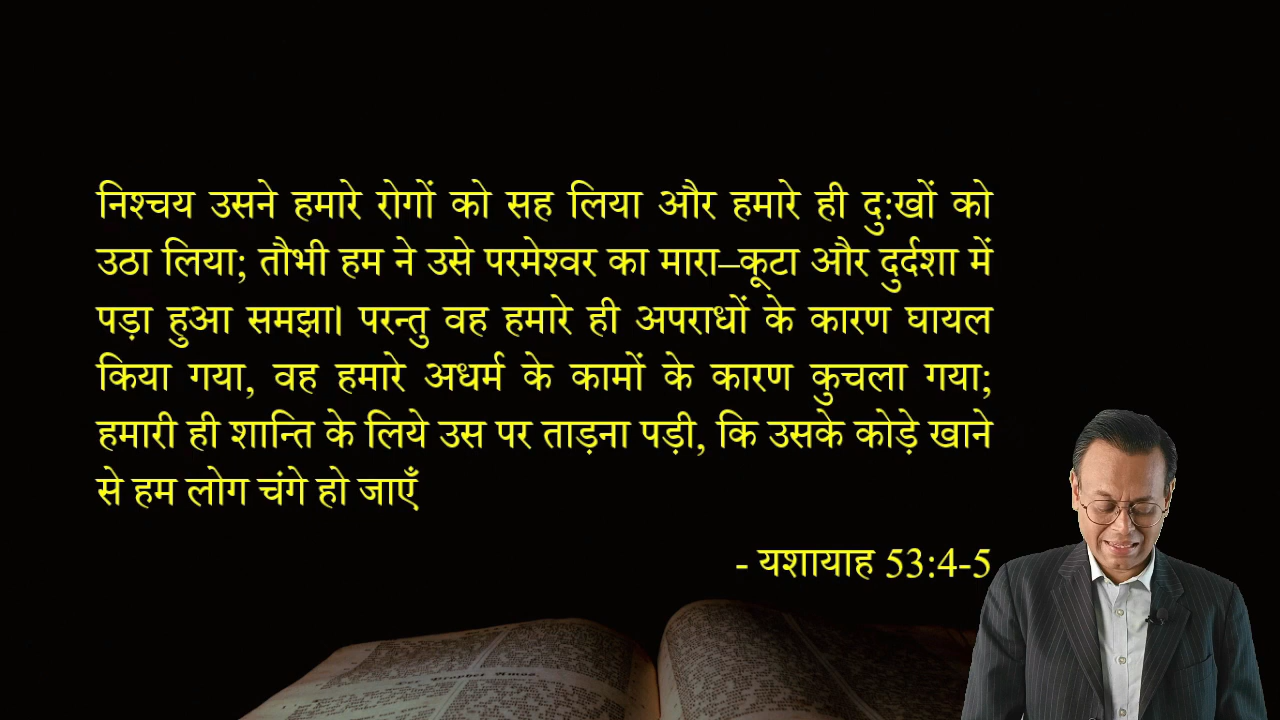 निश्चय उसने हमारे रोगों को सह लिया और हमारे ही दु:खों को
उठा लिया; तौभी हम ने उसे परमेश्वर का मारा–कूटा और दुर्दशा में
पड़ा हुआ समझा। परन्तु वह हमारे ही अपराधों के कारण घायल
किया गया, वह हमारे अधर्म के कामों के कारण कुचला गया;
हमारी ही शान्ति के लिये उस पर ताड़ना पड़ी, कि उसके कोड़े खाने
से हम लोग चंगे हो जाएँ
- यशायाह 53:4-5